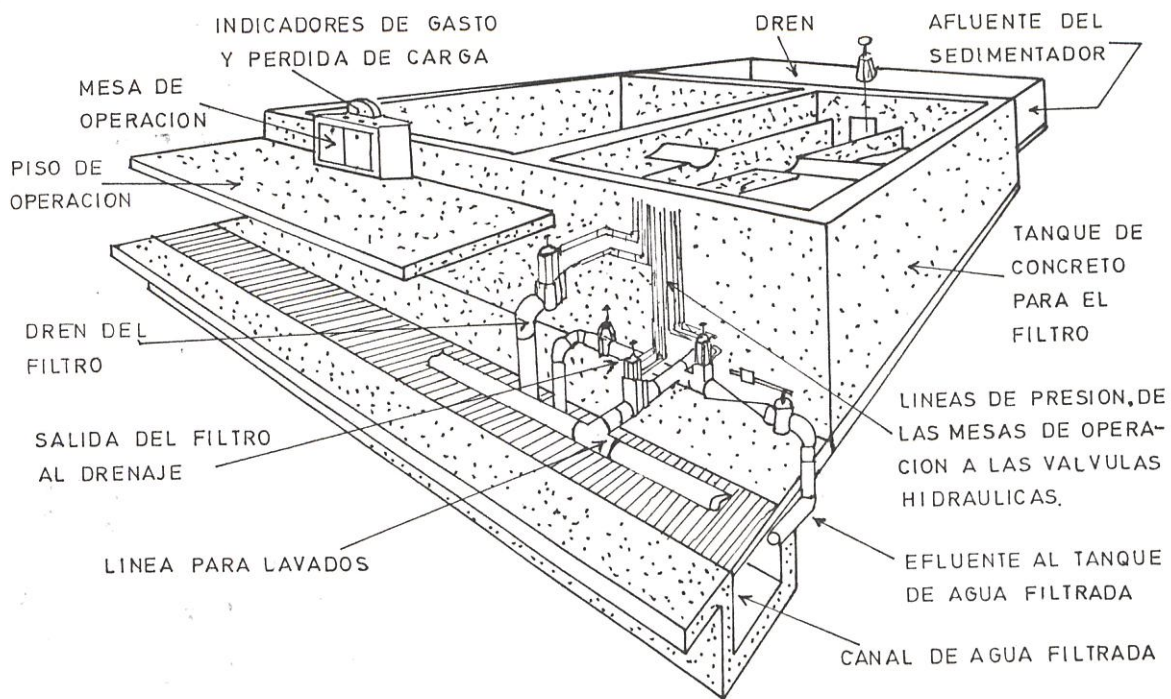 INDICADORES DE GASTO
Y PERDIDA DE CARGA
DREN
AFLUENTE DEL
SEDIMENTADOR
MESA DE
OPERACION
PISO DE
OPERACION
TANQUE DE
CONCRETO
PARA EL
FILTRO
DREN DEL
FILTRO
LINEAS DE PRESION, DE
LAS MESAS DE OPERA-
CION A LAS VALVULAS
HIDRAULICAS.
SALIDA DEL FILTRO
AL DRENAJE
LINEA PARA LAVADOS
EFLUENTE AL TANQUE
DE AGUA FILTRADA
CANAL DE AGUA FILTRADA